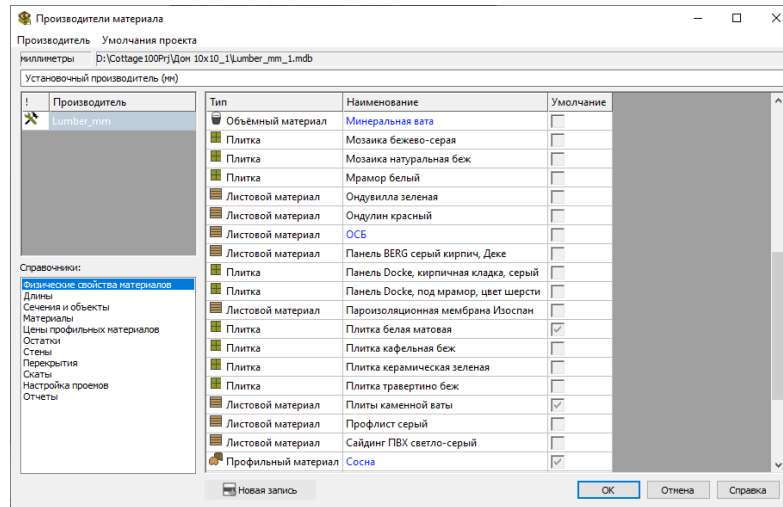 Производители материала
Производитель Умолчания проекта
миллиметры D:\Cottage100Prj\Дом 10x10_1\Lumber_mm_1.mdb
Установочный производитель (мм)
! Производитель
Lumber_mm
Справочники:
Физические свойства материалов
Длины
Сечения и объекты
Материалы
Цены профильных материалов
Остатки
Стены
Перекрытия
Скаты
Настройка проемов
Отчеты
Тип Наименование Умолчание
Объёмный материал Минеральная вата
Плитка Мозаика бежево-серая
Плитка Мозаика натуральная беж
Плитка Мрамор белый
Листовой материал Ондувилла зеленая
Листовой материал Ондулин красный
Листовой материал ОСБ
Листовой материал Панель BERG серый кирпич, Деке
Плитка Панель Docke, кирпичная кладка, серый
Плитка Панель Docke, под мрамор, цвет шерсти
Листовой материал Пароизоляционная мембрана Изоспан
Плитка Плитка белая матовая
Плитка Плитка кафельная беж
Плитка Плитка керамическая зеленая
Плитка Плитка травертино беж
Листовой материал Плиты каменной ваты
Листовой материал Профлист серый
Листовой материал Сайдинг ПВХ светло-серый
Профильный материал Сосна
Новая запись
OK Отмена Справка